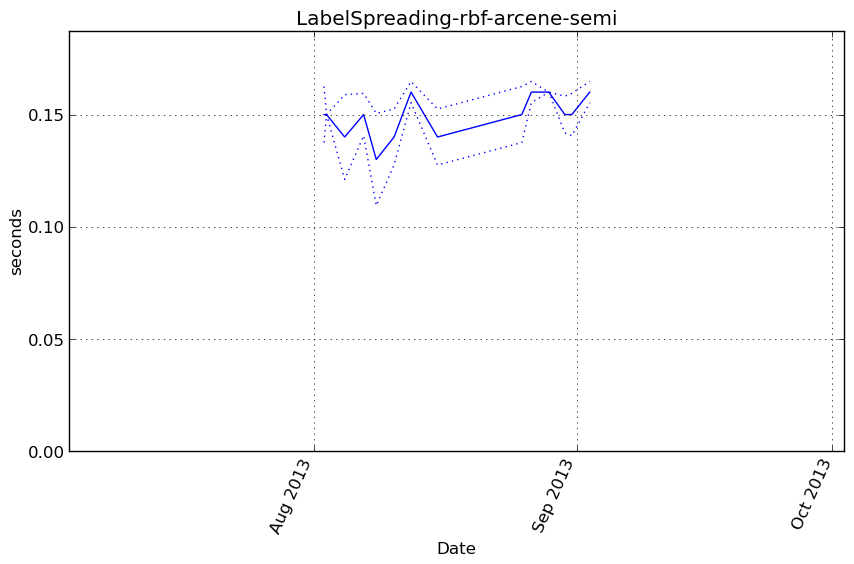 LabelSpreading-rbf-arcene-semi
seconds
0.15
0.10
0.05
0.00
Aug 2013
Sep 2013
Oct 2013
Date